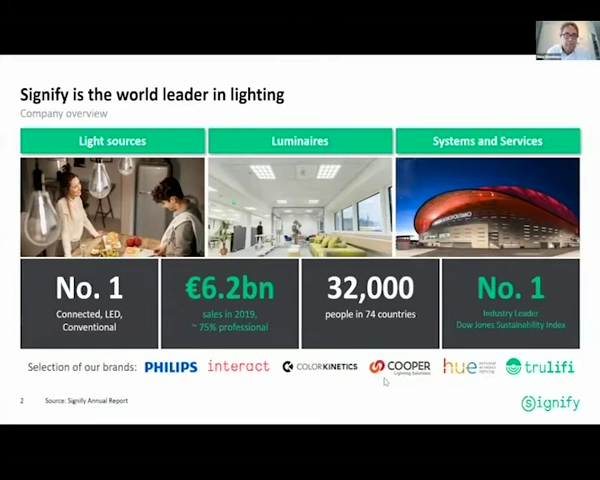 Signify is the world leader in lighting
Company overview
Light sources
Luminaires
Systems and Services
No. 1
Connected, LED,
Conventional
€6.2bn
sales in 2019,
~ 75% professional
32,000
people in 74 countries
No. 1
Industry Leader
Dow Jones Sustainability Index
Selection of our brands: PHILIPS interact COLORKINETICS COOPER Lighting Solutions hue personal wireless lighting trulifi
2 Source: Signify Annual Report
Signify